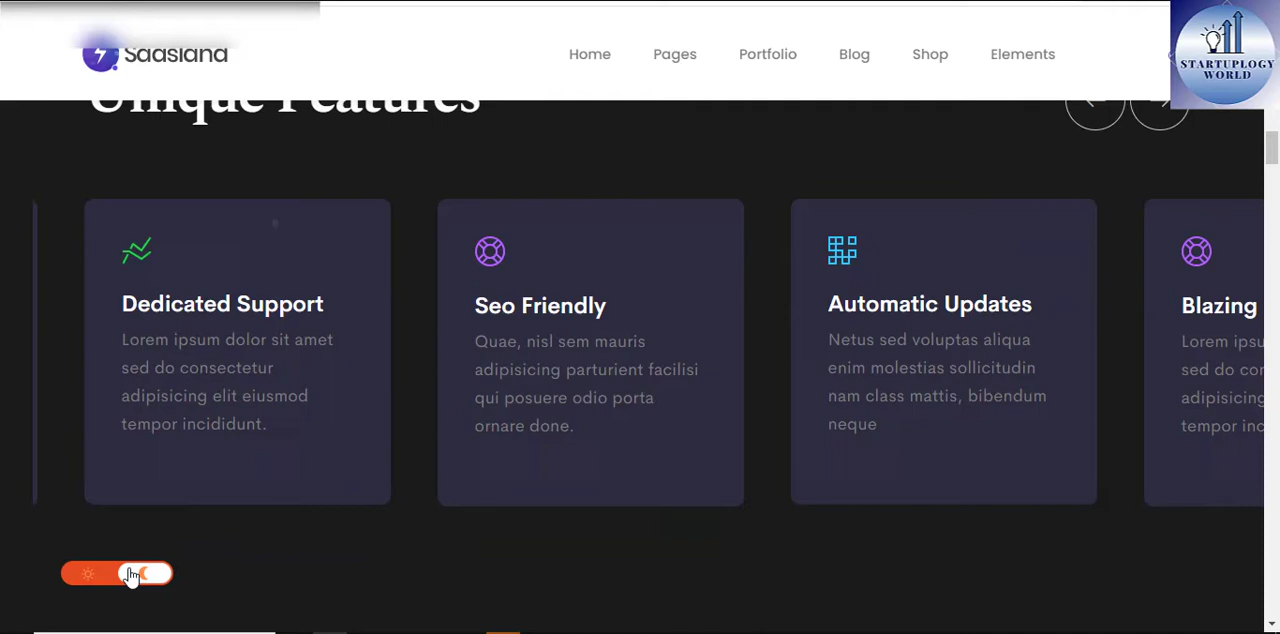 Saasland
Home Pages Portfolio Blog Shop Elements
STARTUPLOGY
WORLD
Unique Features
Dedicated Support
Lorem ipsum dolor sit amet
sed do consectetur
adipisicing elit eiusmod
tempor incididunt.
Seo Friendly
Quae, nisl sem mauris
adipisicing parturient facilisi
qui posuere odio porta
ornare done.
Automatic Updates
Netus sed voluptas aliqua
enim molestias sollicitudin
nam class mattis, bibendum
neque
Blazing
Lorem ipsu
sed do con
adipisicing
tempor inc